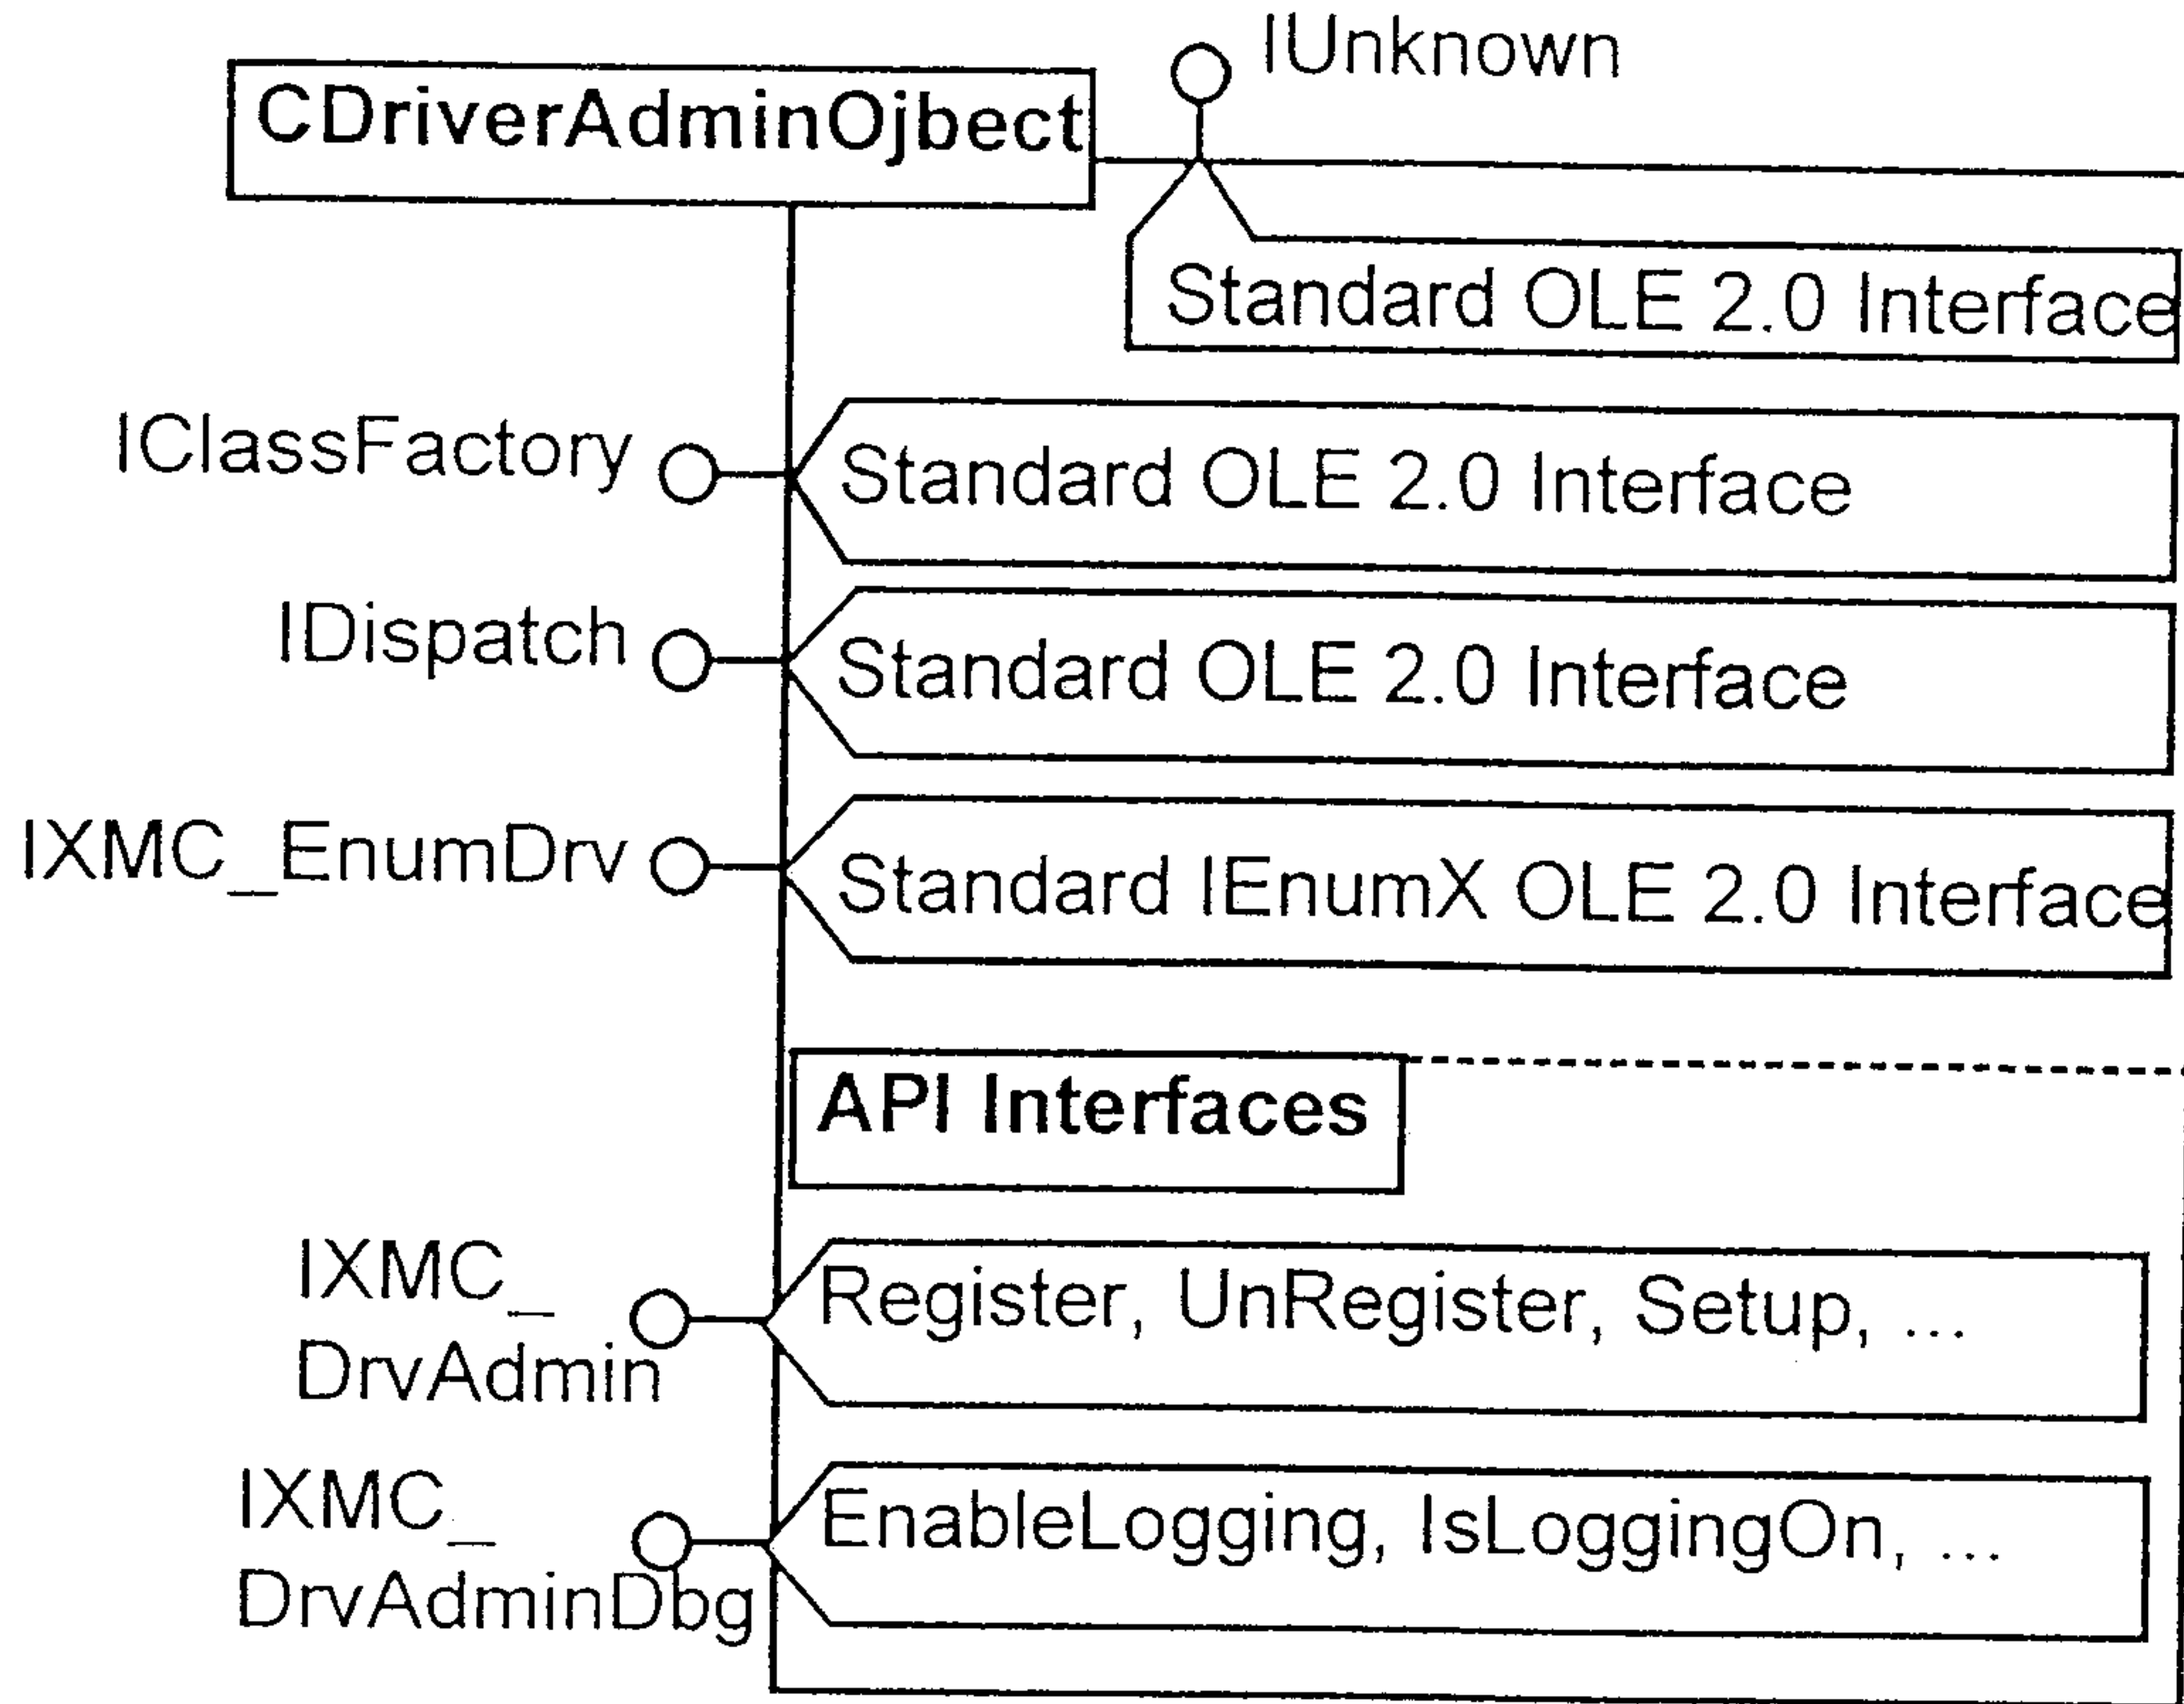 IUnknown
CDriverAdminOjbect
Standard OLE 2.0 Interface
IClassFactory
Standard OLE 2.0 Interface
IDispatch
Standard OLE 2.0 Interface
IXMC_EnumDrv
Standard IEnumX OLE 2.0 Interface
API Interfaces
IXMC_
DrvAdmin
Register, UnRegister, Setup, ...
IXMC_
DrvAdminDbg
EnableLogging, IsLoggingOn, ...